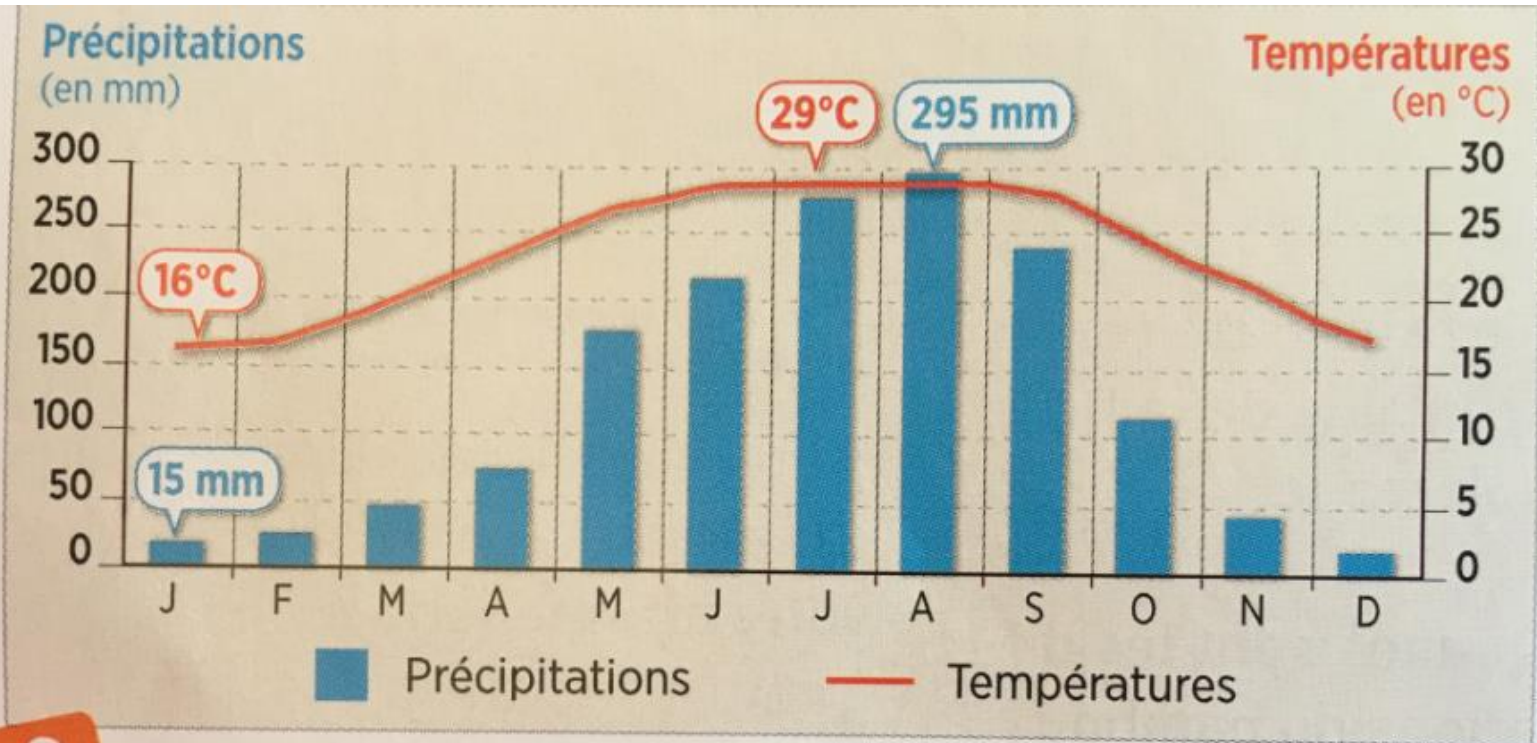 Précipitations
(en mm)
Températures
(en °C)
29°C
295 mm
300
30
250
25
16°C
200
20
150
15
100
10
15 mm
50
5
0
0
J F M A M J J A S O N D
Précipitations
Températures